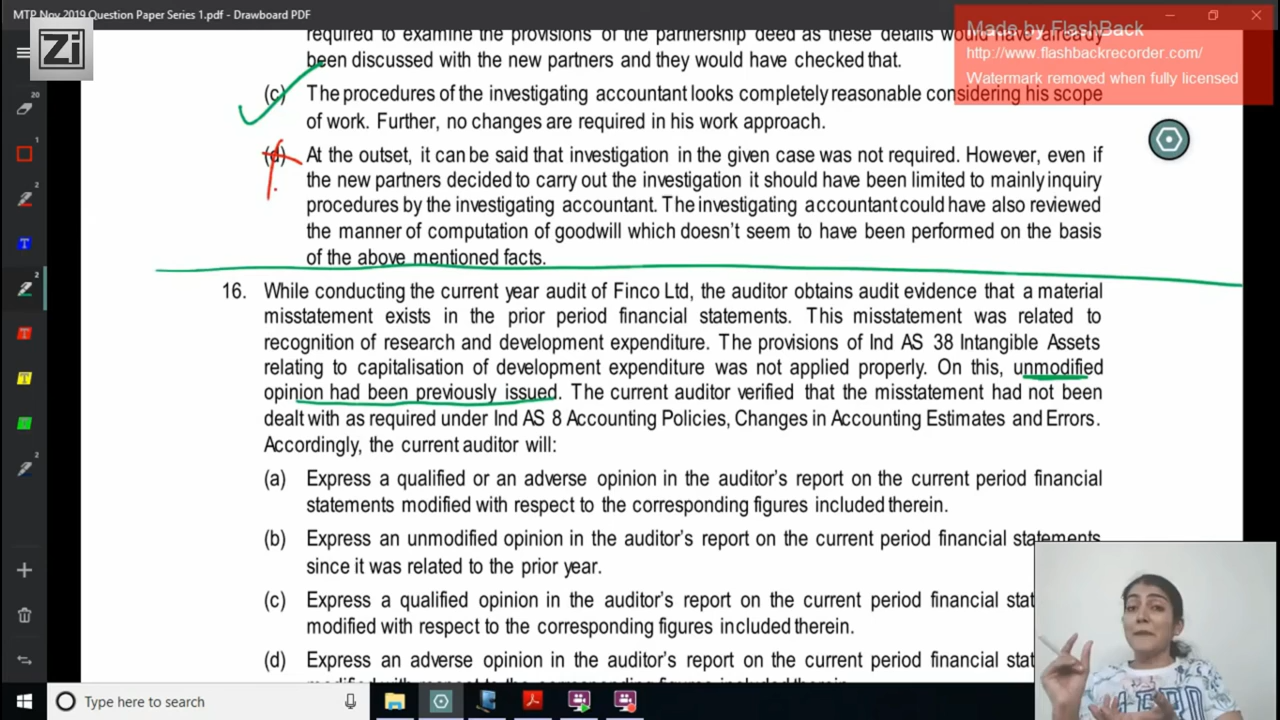 MTP Nov 2019 Question Paper Series 1.pdf - Drawboard PDF
Made by FlashBack
http://www.flashbackrecorder.com/
Watermark removed when fully licensed
Zi
required to examine the provisions of the partnership deed as these details would have already
been discussed with the new partners and they would have checked that.
(c) The procedures of the investigating accountant looks completely reasonable considering his scope
of work. Further, no changes are required in his work approach.
(d) At the outset, it can be said that investigation in the given case was not required. However, even if
the new partners decided to carry out the investigation it should have been limited to mainly inquiry
procedures by the investigating accountant. The investigating accountant could have also reviewed
the manner of computation of goodwill which doesn't seem to have been performed on the basis
of the above mentioned facts.
16. While conducting the current year audit of Finco Ltd, the auditor obtains audit evidence that a material
misstatement exists in the prior period financial statements. This misstatement was related to
recognition of research and development expenditure. The provisions of Ind AS 38 Intangible Assets
relating to capitalisation of development expenditure was not applied properly. On this, unmodified
opinion had been previously issued. The current auditor verified that the misstatement had not been
dealt with as required under Ind AS 8 Accounting Policies, Changes in Accounting Estimates and Errors.
Accordingly, the current auditor will:
(a) Express a qualified or an adverse opinion in the auditor's report on the current period financial
statements modified with respect to the corresponding figures included therein.
(b) Express an unmodified opinion in the auditor's report on the current period financial statements
since it was related to the prior year.
(c) Express a qualified opinion in the auditor's report on the current period financial stat
modified with respect to the corresponding figures included therein.
(d) Express an adverse opinion in the auditor's report on the current period financial stat
20
1
2
T
2
T
T
2
Type here to search